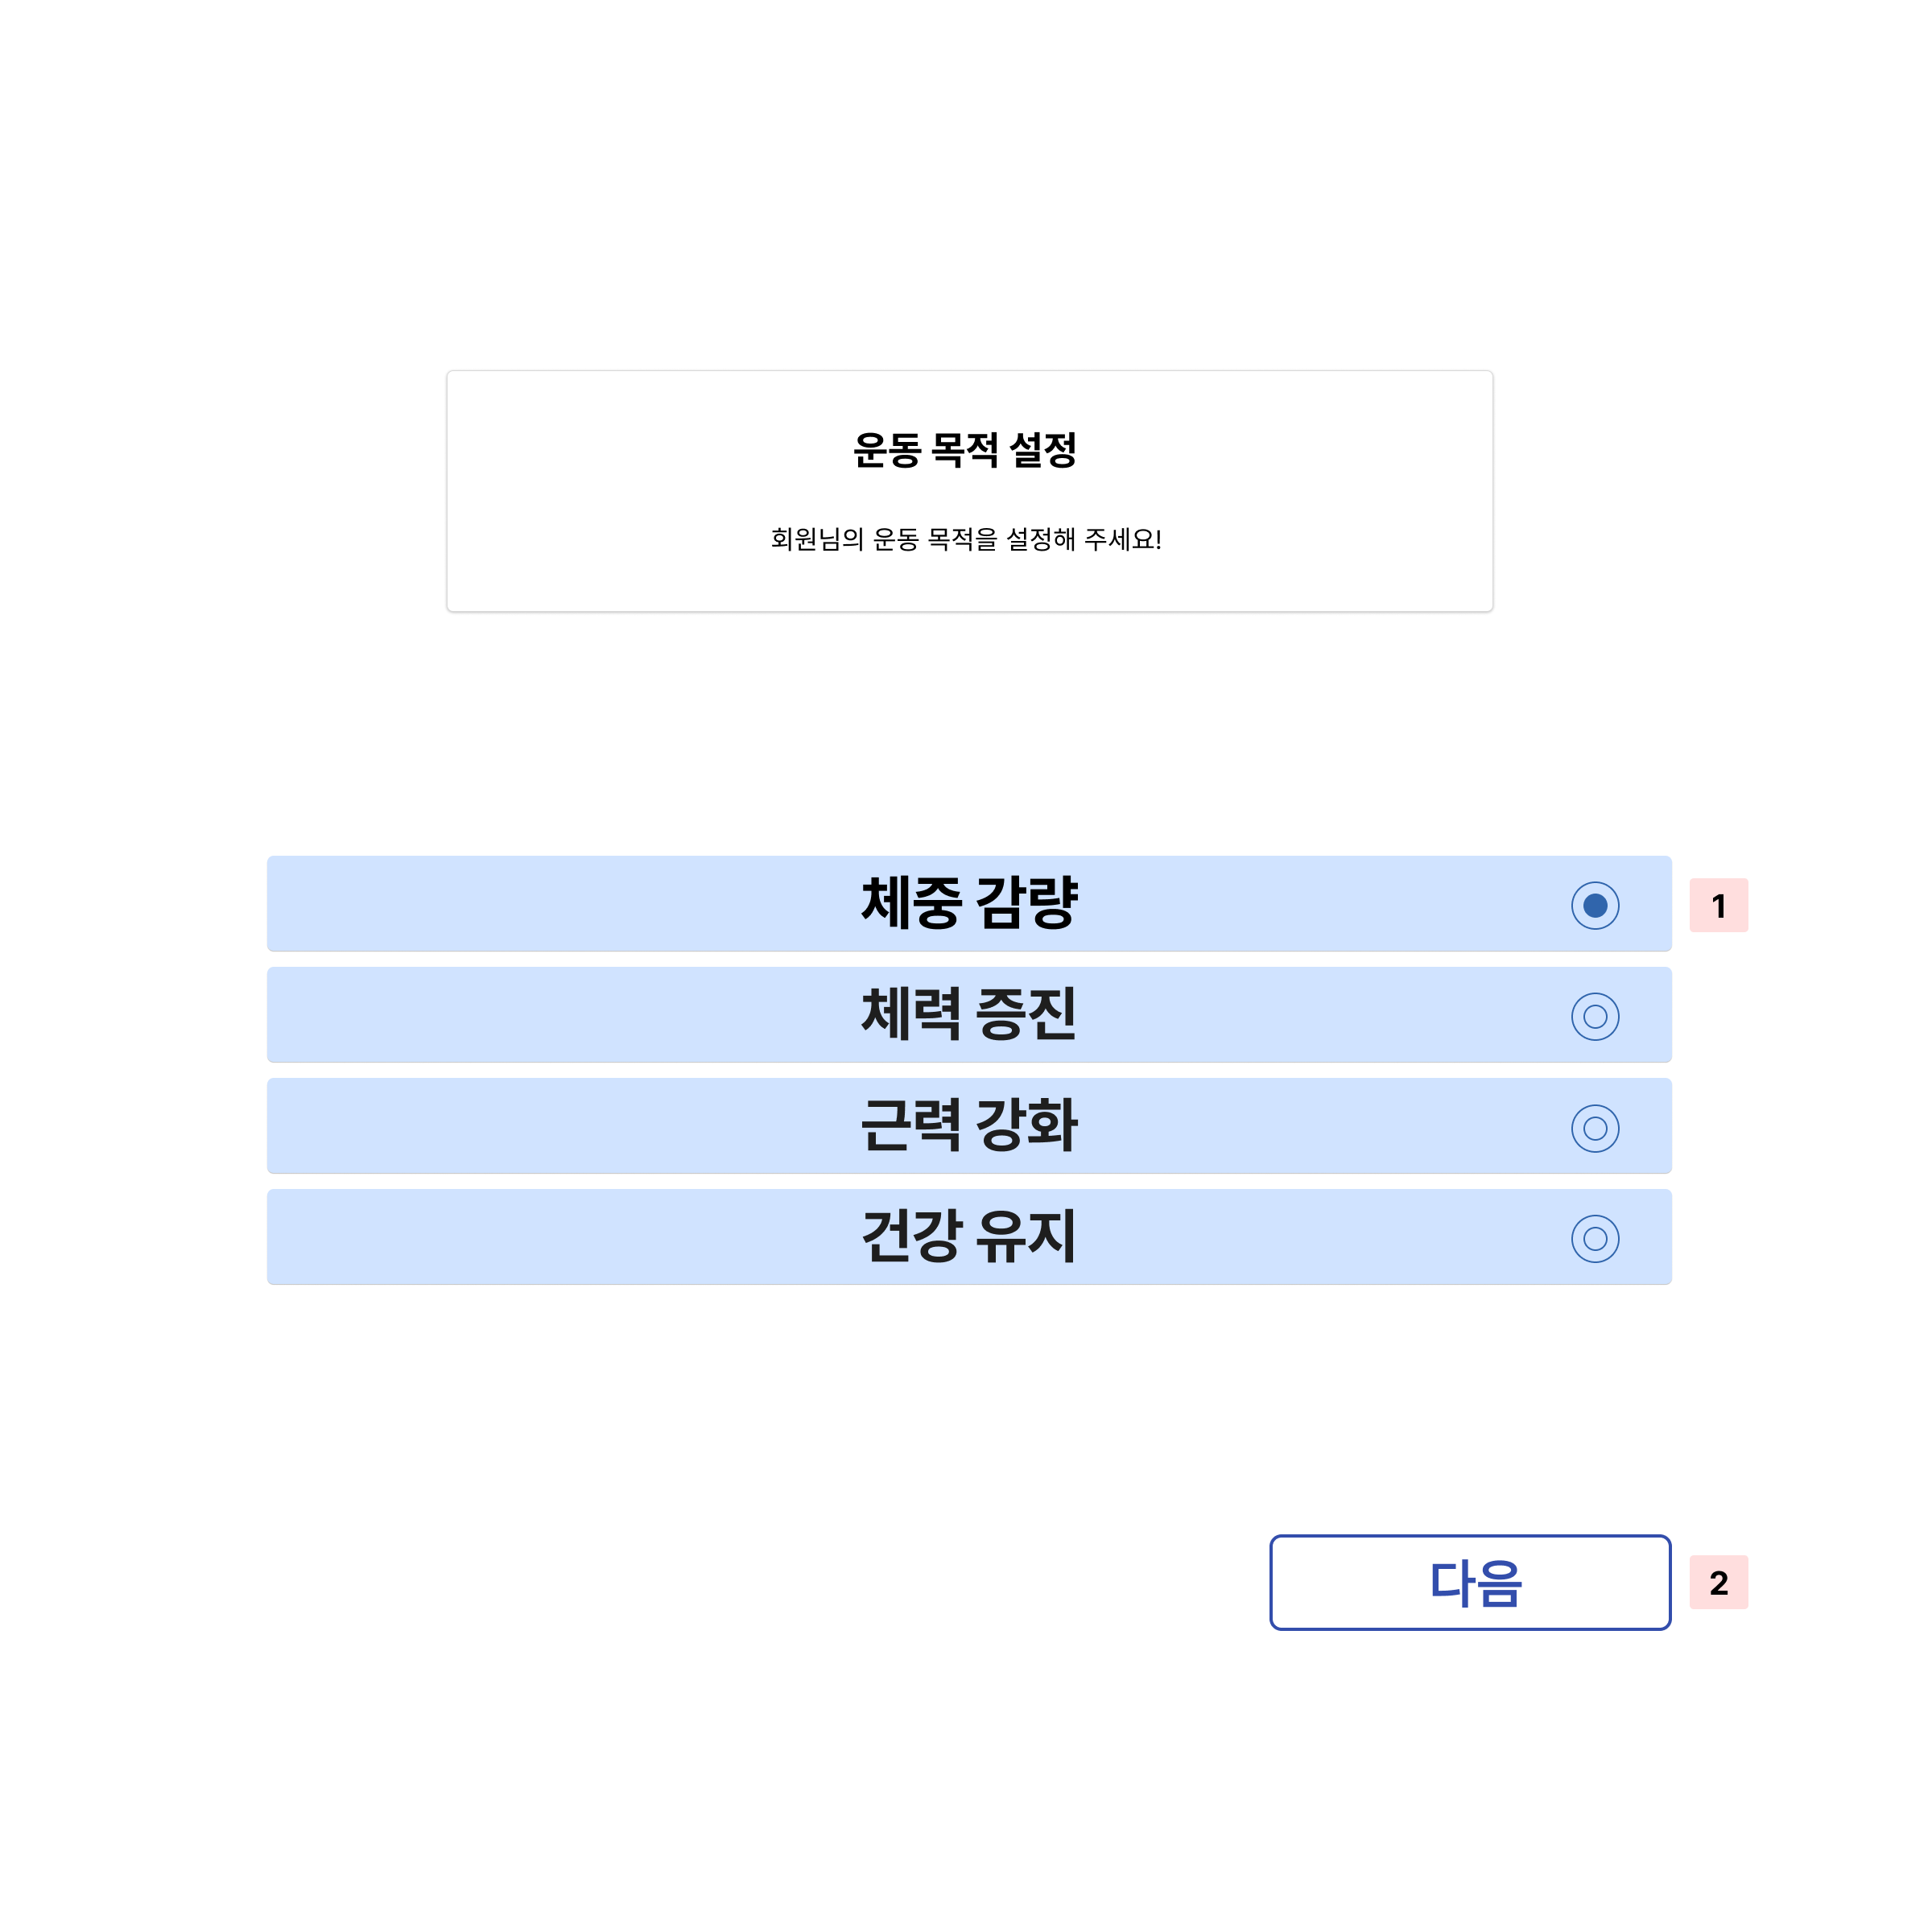 운동 목적 설정
회원님의 운동 목적을 설정해 주세요!
체중 감량
1
체력 증진
근력 강화
건강 유지
다음
2